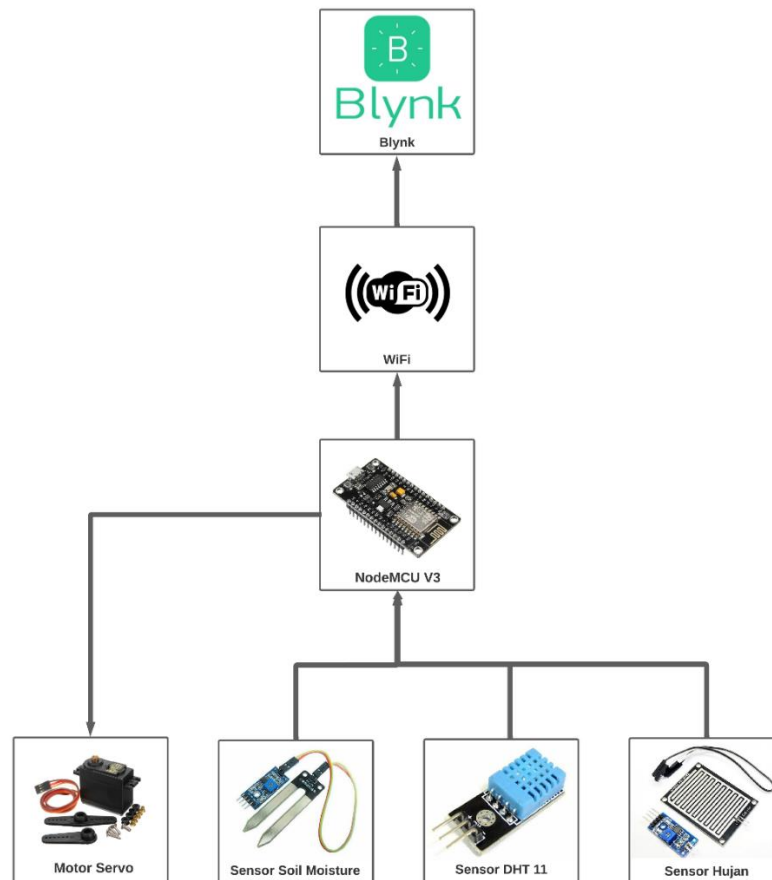 B
Blynk
Blynk
WiFi
WiFi
NodeMCU V3
Motor Servo
Sensor Soil Moisture
Sensor DHT 11
Sensor Hujan